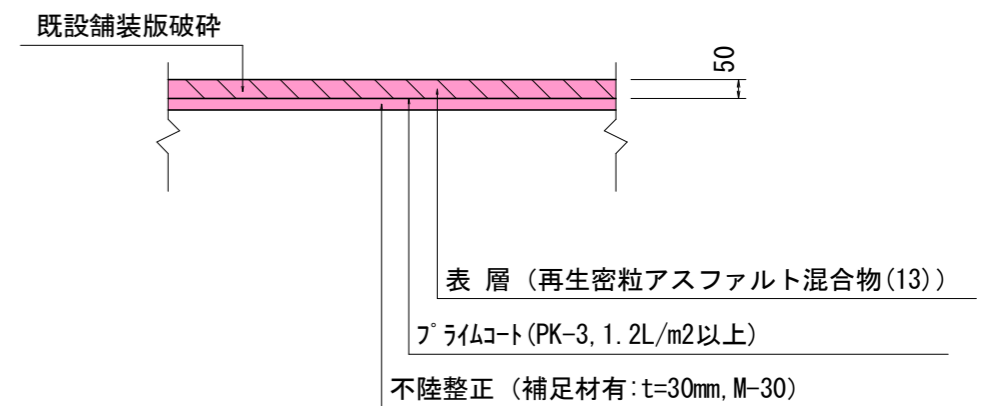 既設舗装版破砕
50
表 層 (再生密粒アスファルト混合物(13))
プライムコート(PK-3,1.2L/m2以上)
不陸整正 (補足材有:t=30mm,M-30)